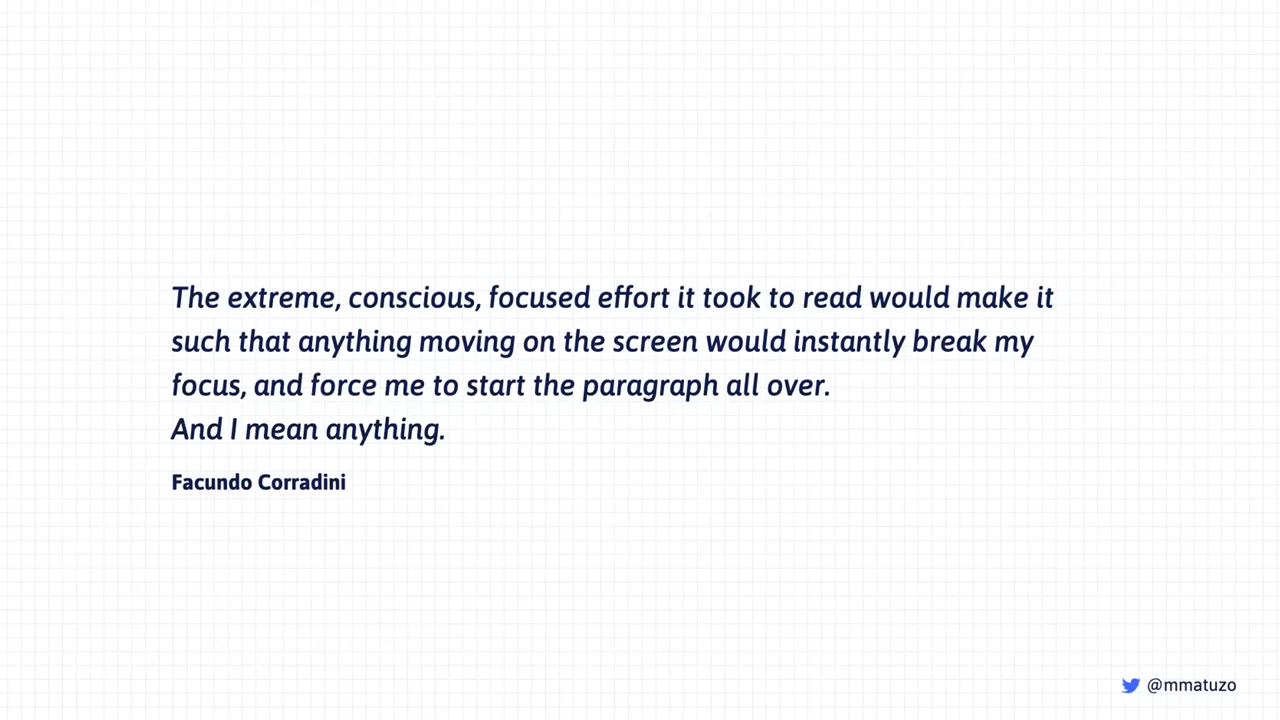 The extreme, conscious, focused effort it took to read would make it
such that anything moving on the screen would instantly break my
focus, and force me to start the paragraph all over.
And I mean anything.
Facundo Corradini
@mmatuzo